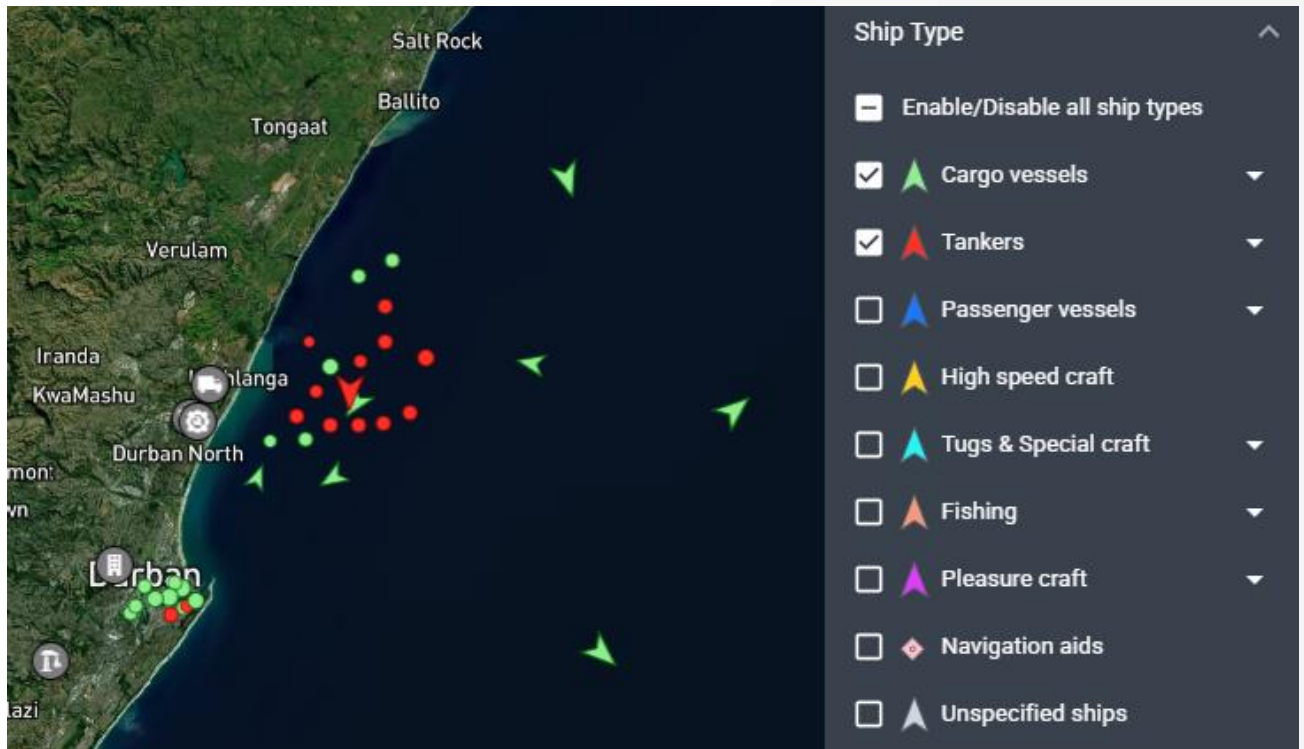 Salt Rock
Ballito
Tongaat
Verulam
KwaMashu
Durban North
Durban
Ship Type
Enable/Disable all ship types
Cargo vessels
Tankers
Passenger vessels
High speed craft
Tugs & Special craft
Fishing
Pleasure craft
Navigation aids
Unspecified ships